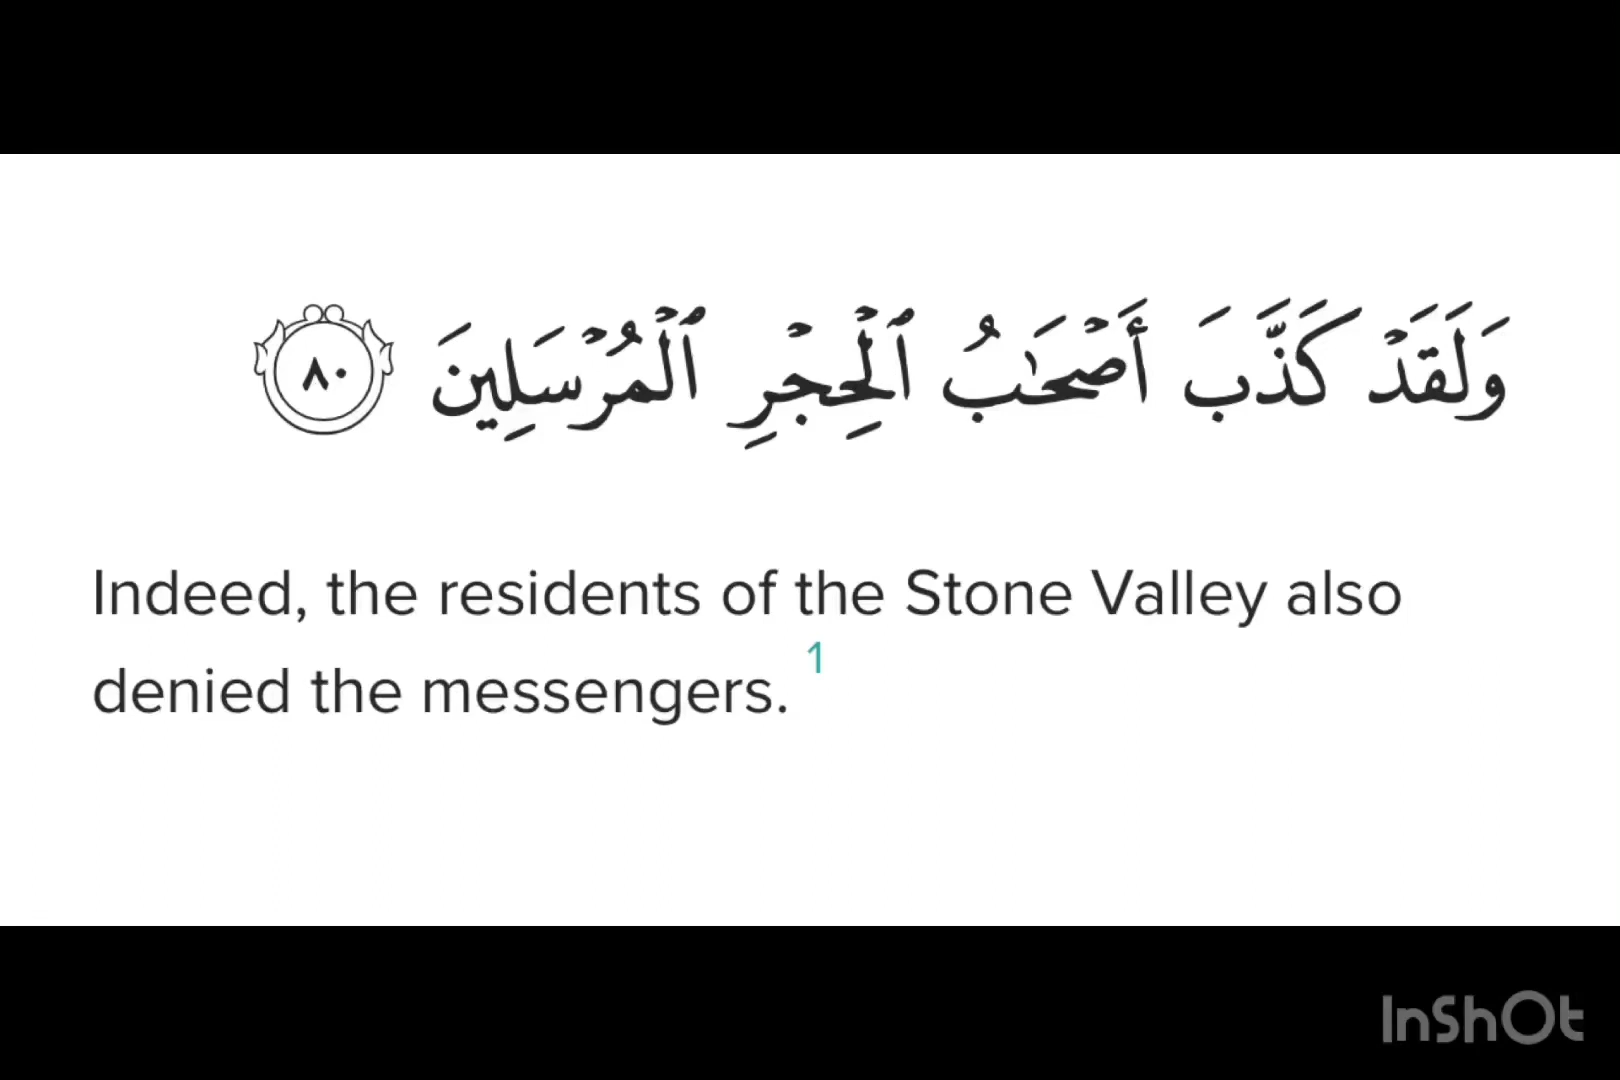 وَلَقَدْ كَذَّبَ أَصْحَٰبُ ٱلْحِجْرِ ٱلْمُرْسَلِينَ ٨٠
Indeed, the residents of the Stone Valley also
denied the messengers. 1
InShOt